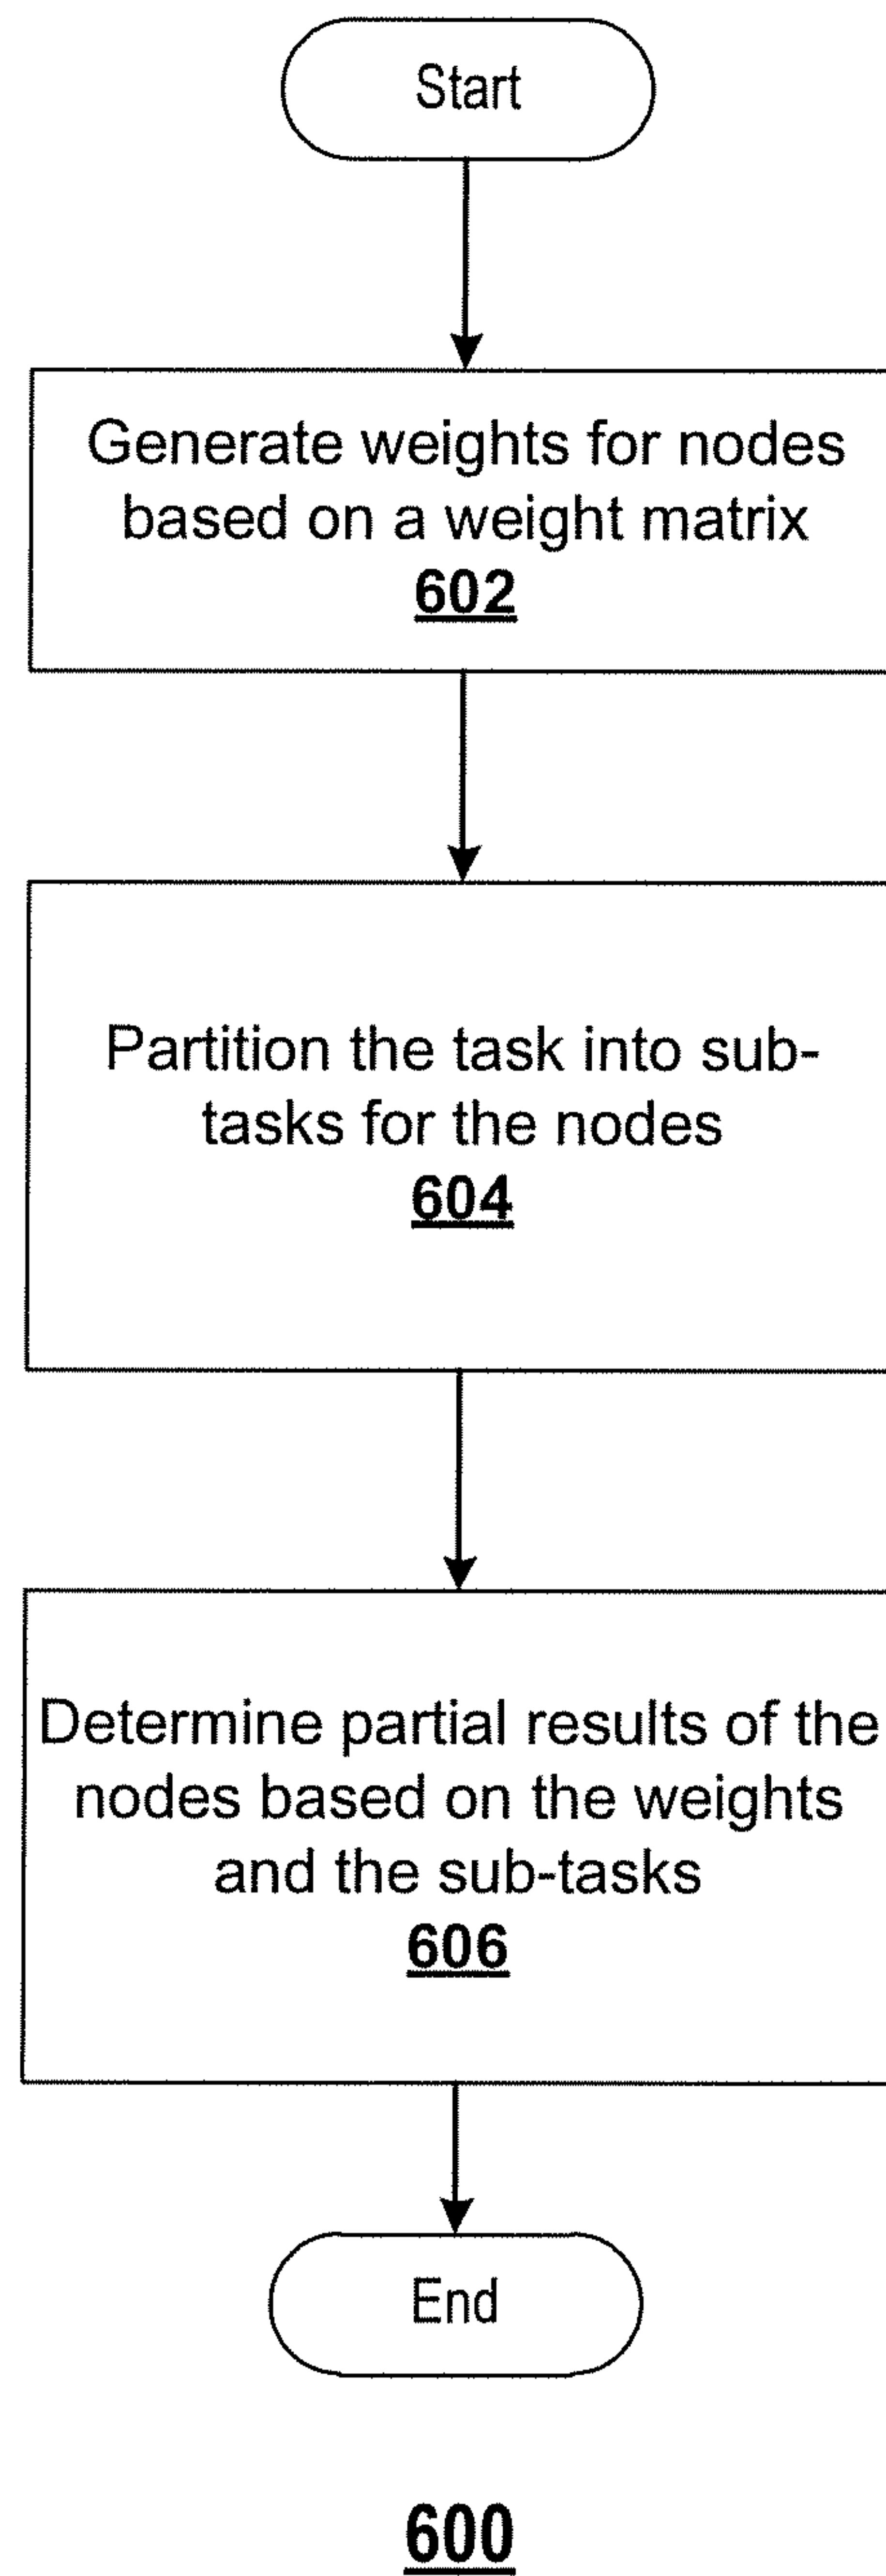 Start
Generate weights for nodes
based on a weight matrix
602
Partition the task into sub-
tasks for the nodes
604
Determine partial results of the
nodes based on the weights
and the sub-tasks
606
End
600